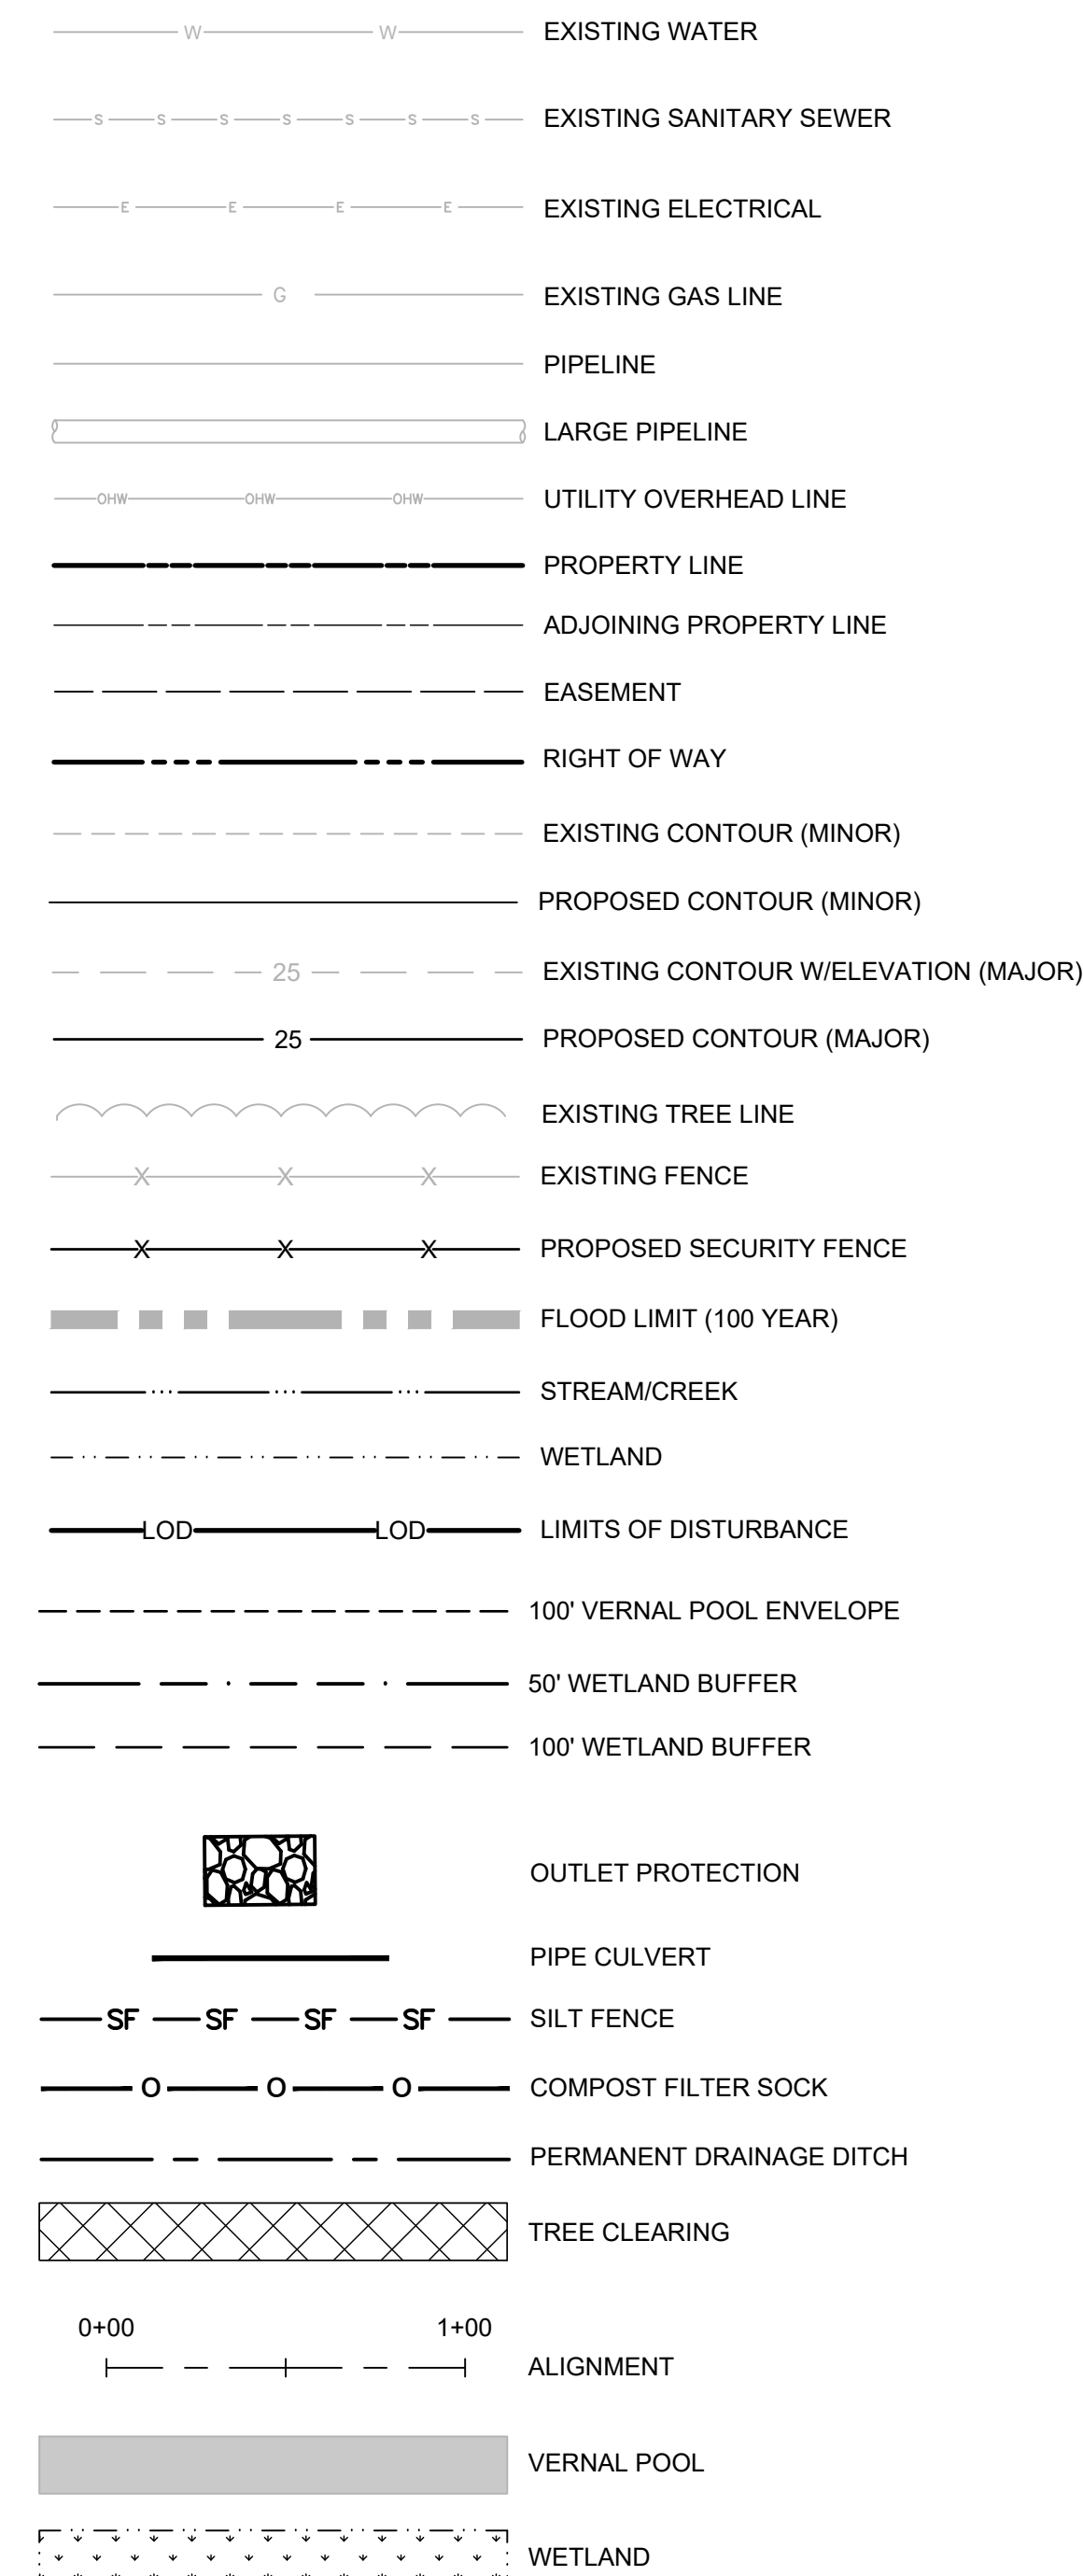 W W EXISTING WATER
S S S S S S S EXISTING SANITARY SEWER
E E E E EXISTING ELECTRICAL
G EXISTING GAS LINE
PIPELINE
LARGE PIPELINE
OHW OHW OHW UTILITY OVERHEAD LINE
PROPERTY LINE
ADJOINING PROPERTY LINE
EASEMENT
RIGHT OF WAY
EXISTING CONTOUR (MINOR)
PROPOSED CONTOUR (MINOR)
25 EXISTING CONTOUR W/ELEVATION (MAJOR)
25 PROPOSED CONTOUR (MAJOR)
EXISTING TREE LINE
X X X EXISTING FENCE
X X X PROPOSED SECURITY FENCE
FLOOD LIMIT (100 YEAR)
STREAM/CREEK
WETLAND
LOD LOD LIMITS OF DISTURBANCE
100' VERNAL POOL ENVELOPE
50' WETLAND BUFFER
100' WETLAND BUFFER
OUTLET PROTECTION
PIPE CULVERT
SF SF SF SF SILT FENCE
O O O COMPOST FILTER SOCK
PERMANENT DRAINAGE DITCH
TREE CLEARING
0+00 1+00
ALIGNMENT
VERNAL POOL
WETLAND